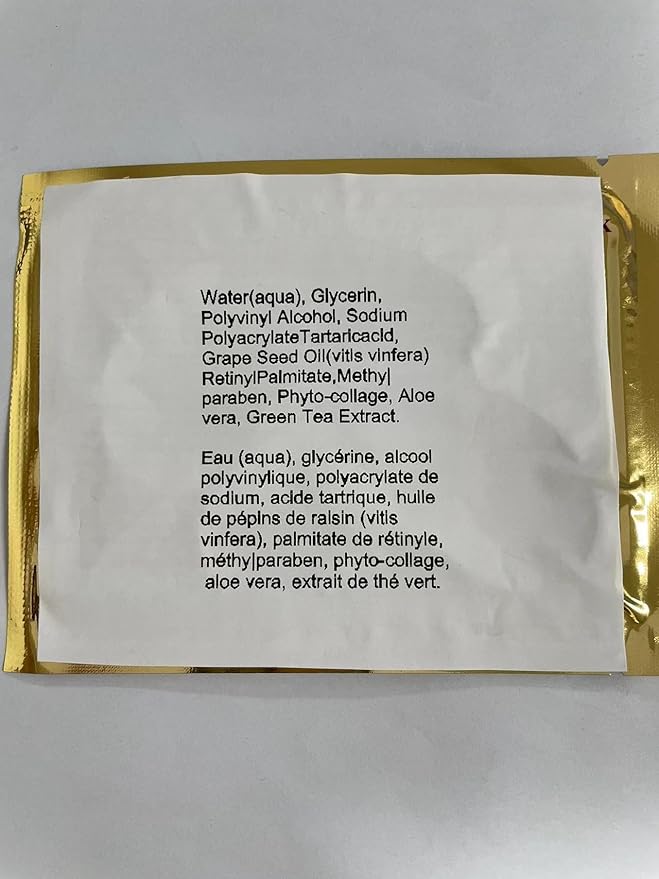 Water(aqua), Glycerin,
Polyvinyl Alcohol, Sodium
PolyacrylateTartaricacid,
Grape Seed Oil(vitis vinfera)
RetinylPalmitate,Methy|
paraben, Phyto-collage, Aloe
vera, Green Tea Extract.
Eau (aqua), glycérine, alcool
polyvinylique, polyacrylate de
sodium, acide tartrique, huile
de pépins de raisin (vitis
vinfera), palmitate de rétinyle,
méthy|paraben, phyto-collage,
aloe vera, extrait de thé vert.